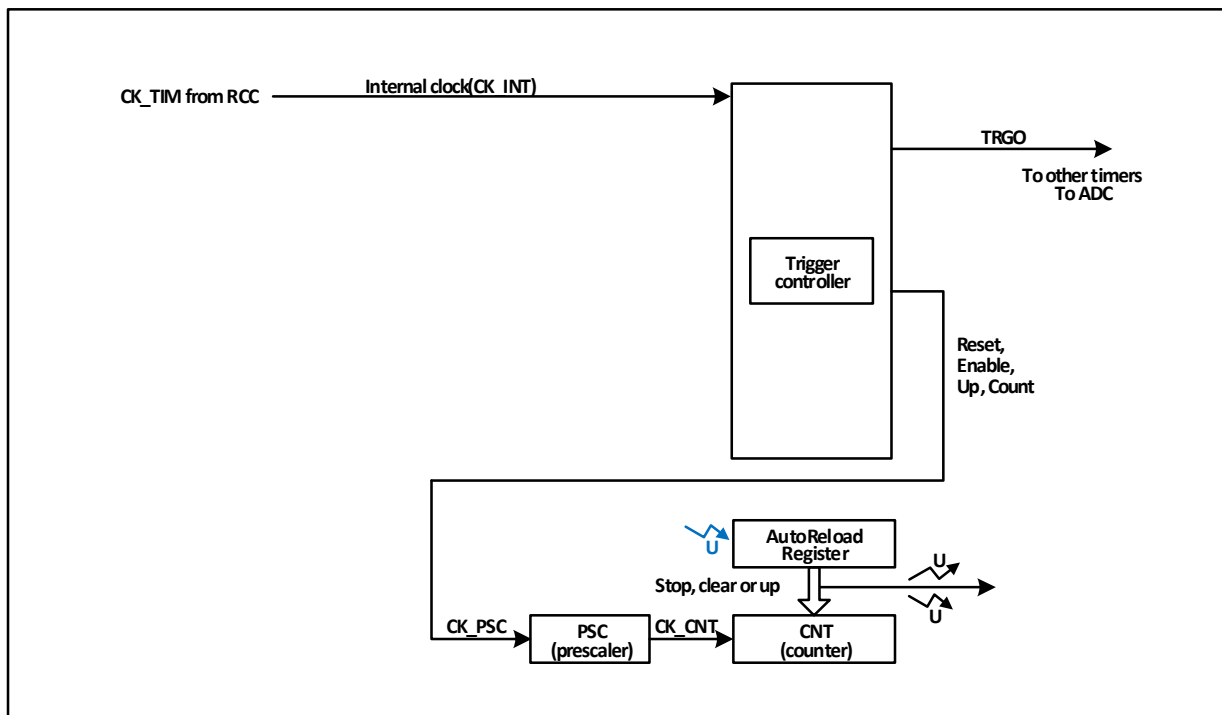 CK_TIM from RCC
Internal clock(CK_INT)
TRGO
To other timers
To ADC
Trigger
controller
Reset,
Enable,
Up, Count
U
AutoReload
Register
U
Stop, clear or up
U
CK_PSC
PSC
(prescaler)
CK_CNT
CNT
(counter)